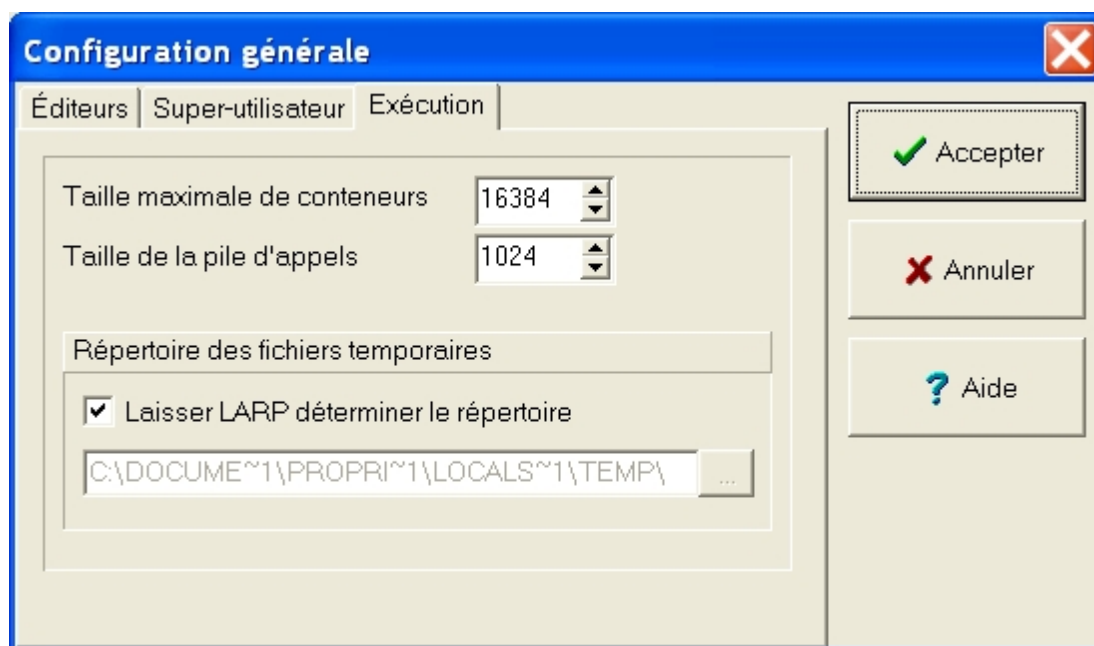 Configuration générale
Éditeurs Super-utilisateur Exécution
Accepter
Taille maximale de conteneurs 16384
Taille de la pile d'appels 1024
Annuler
Répertoire des fichiers temporaires
Laisser LARP déterminer le répertoire
? Aide
C:\DOCUME~1\PROPRI~1\LOCALS~1\TEMP\ ...